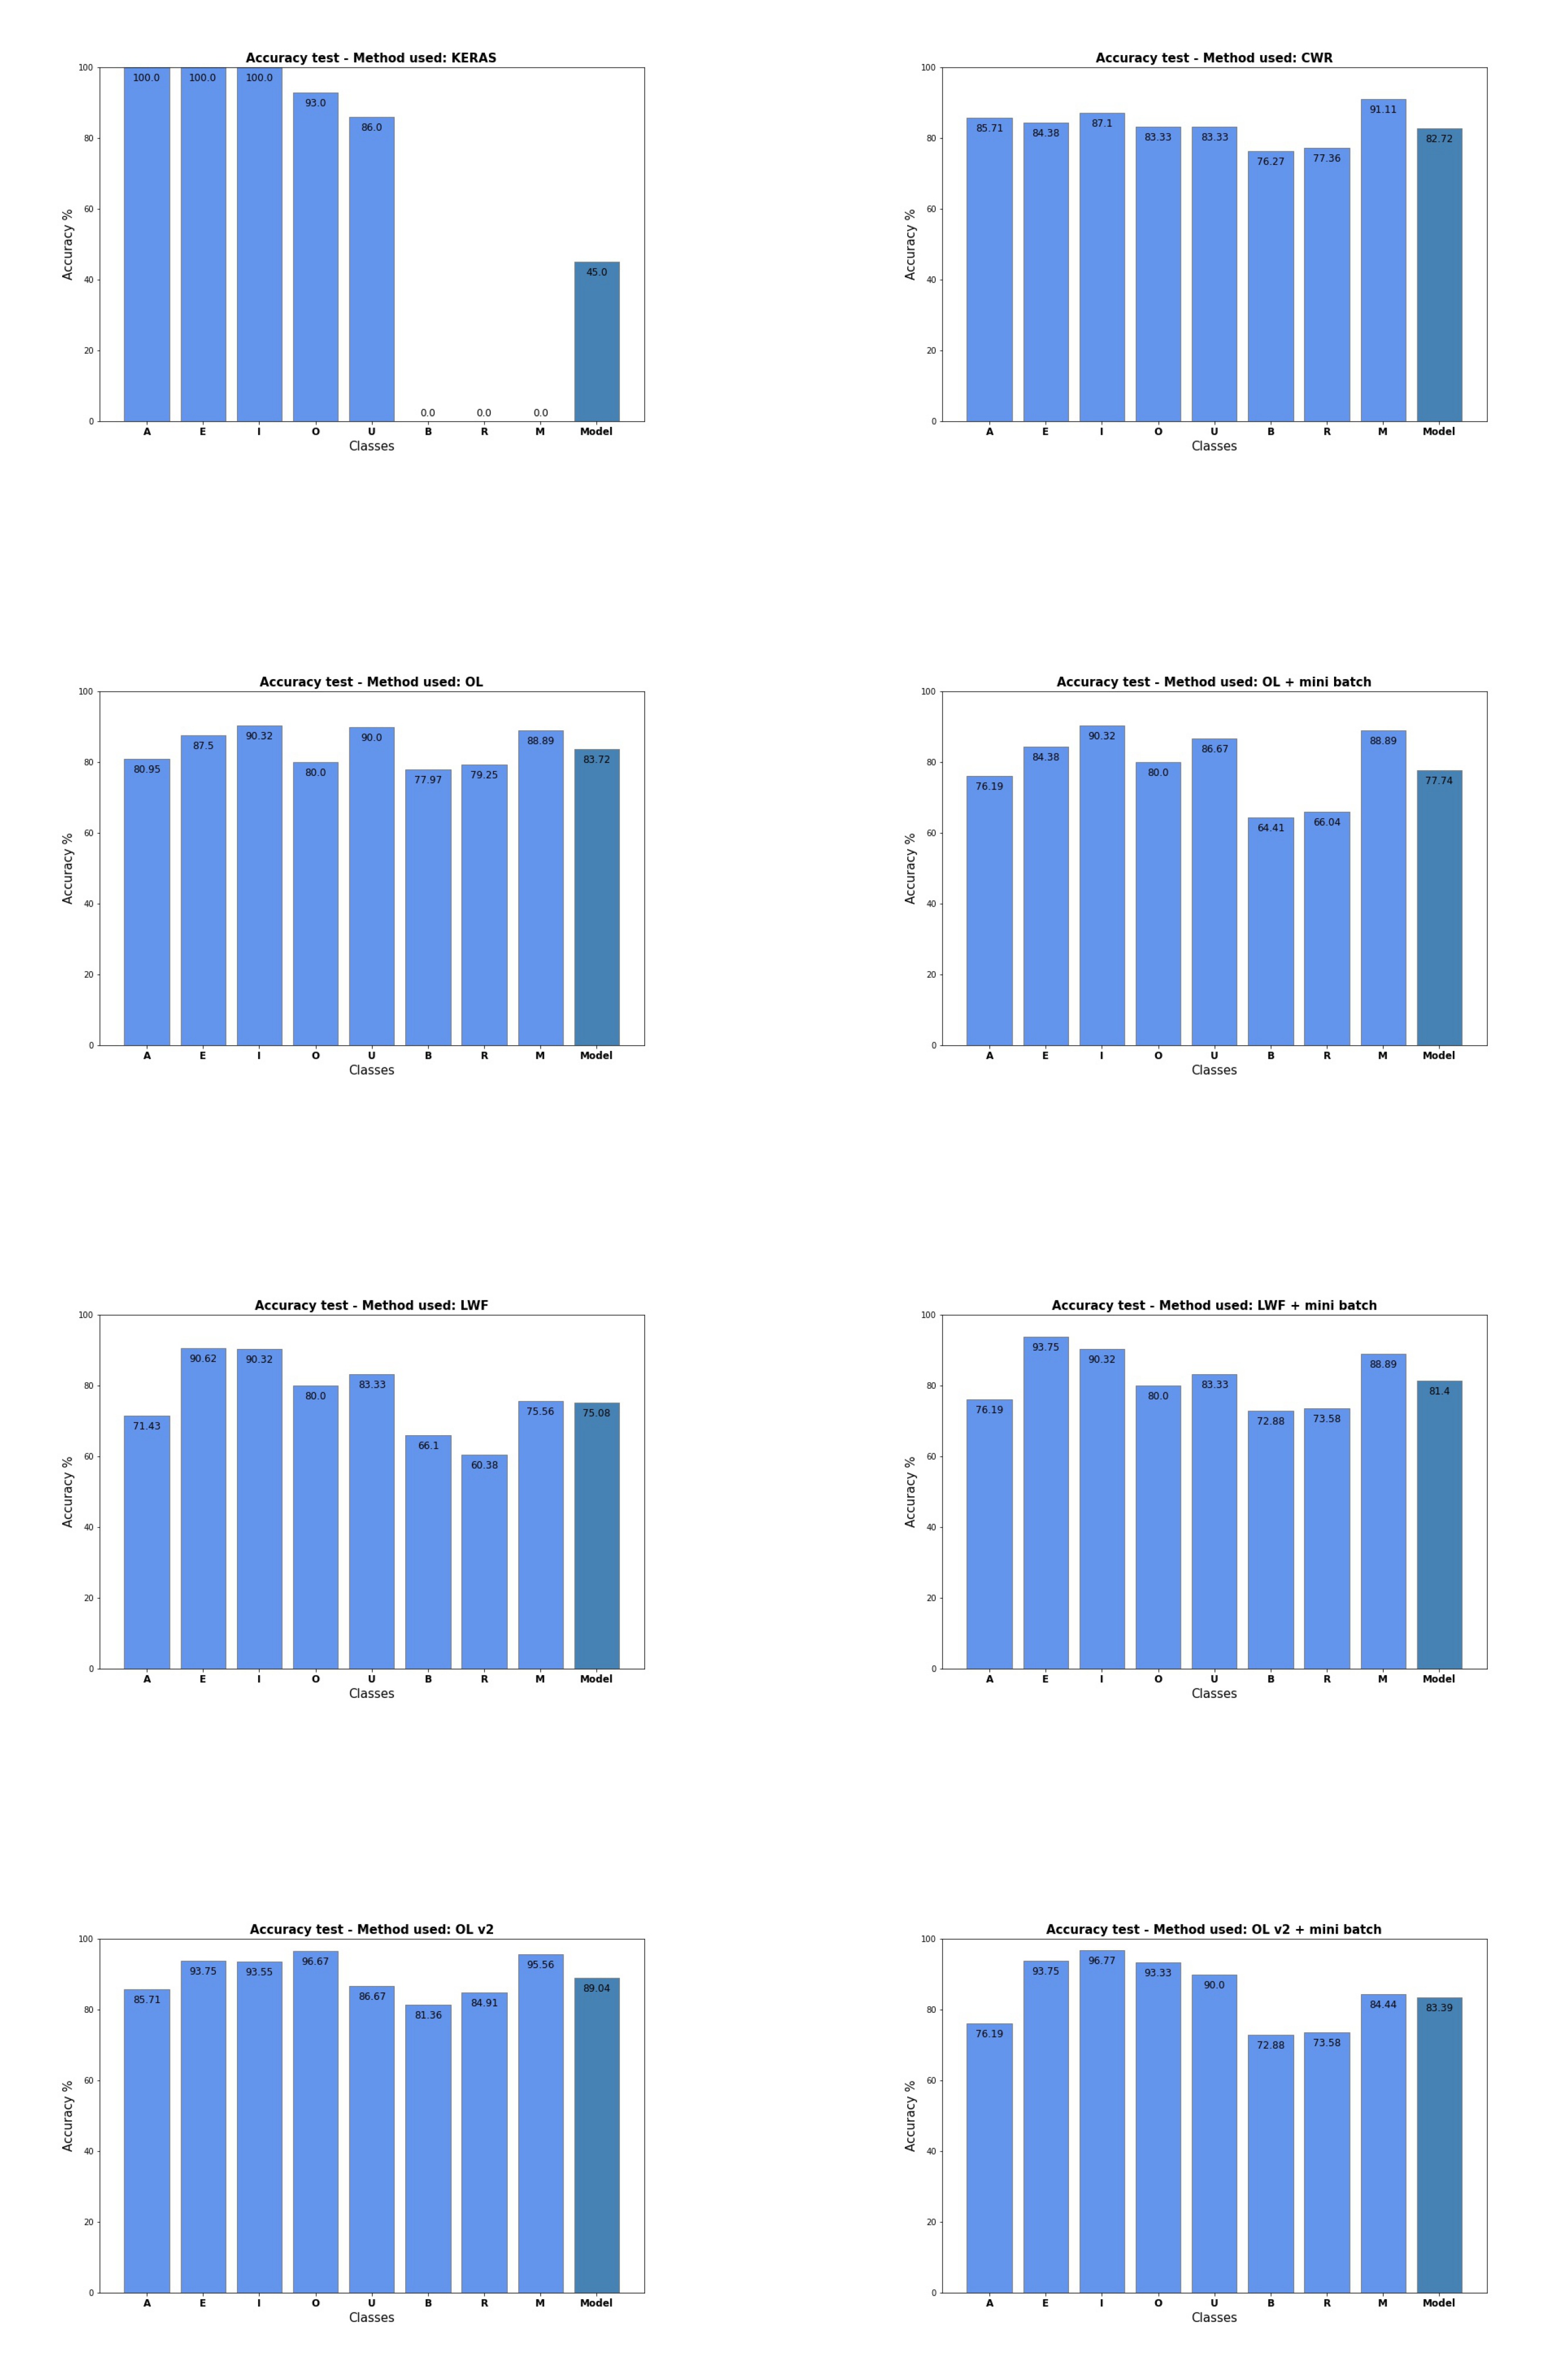 Accuracy test - Method used: KERAS
Accuracy %
100
80
60
40
20
0
100.0 100.0 100.0 93.0 86.0 0.0 0.0 0.0 45.0
A E I O U B R M Model
Classes
Accuracy test - Method used: CWR
Accuracy %
100
80
60
40
20
0
85.71 84.38 87.1 83.33 83.33 76.27 77.36 91.11 82.72
A E I O U B R M Model
Classes
Accuracy test - Method used: OL
Accuracy %
100
80
60
40
20
0
80.95 87.5 90.32 80.0 90.0 77.97 79.25 88.89 83.72
A E I O U B R M Model
Classes
Accuracy test - Method used: OL + mini batch
Accuracy %
100
80
60
40
20
0
76.19 84.38 90.32 80.0 86.67 64.41 66.04 88.89 77.74
A E I O U B R M Model
Classes
Accuracy test - Method used: LWF
Accuracy %
100
80
60
40
20
0
71.43 90.62 90.32 80.0 83.33 66.1 60.38 75.56 75.08
A E I O U B R M Model
Classes
Accuracy test - Method used: LWF + mini batch
Accuracy %
100
80
60
40
20
0
76.19 93.75 90.32 80.0 83.33 72.88 73.58 88.89 81.4
A E I O U B R M Model
Classes
Accuracy test - Method used: OL v2
Accuracy %
100
80
60
40
20
0
85.71 93.75 93.55 96.67 86.67 81.36 84.91 95.56 89.04
A E I O U B R M Model
Classes
Accuracy test - Method used: OL v2 + mini batch
Accuracy %
100
80
60
40
20
0
76.19 93.75 96.77 93.33 90.0 72.88 73.58 84.44 83.39
A E I O U B R M Model
Classes